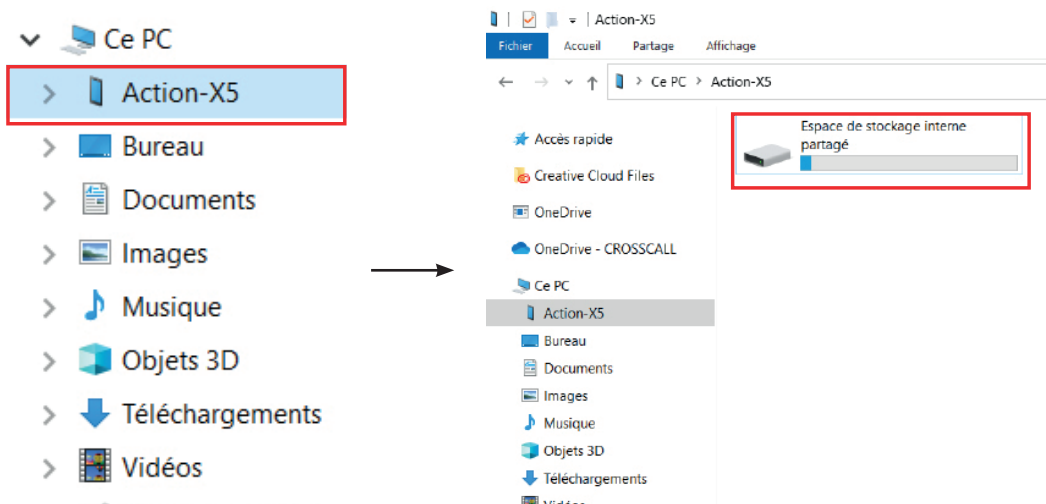 Ce PC
Action-X5
Bureau
Documents
Images
Musique
Objets 3D
Téléchargements
Vidéos
Action-X5
Fichier Accueil Partage Affichage
Ce PC Action-X5
Accès rapide
Creative Cloud Files
OneDrive
OneDrive - CROSSCALL
Ce PC
Action-X5
Bureau
Documents
Images
Musique
Objets 3D
Téléchargements
Vidéos
Espace de stockage interne
partagé